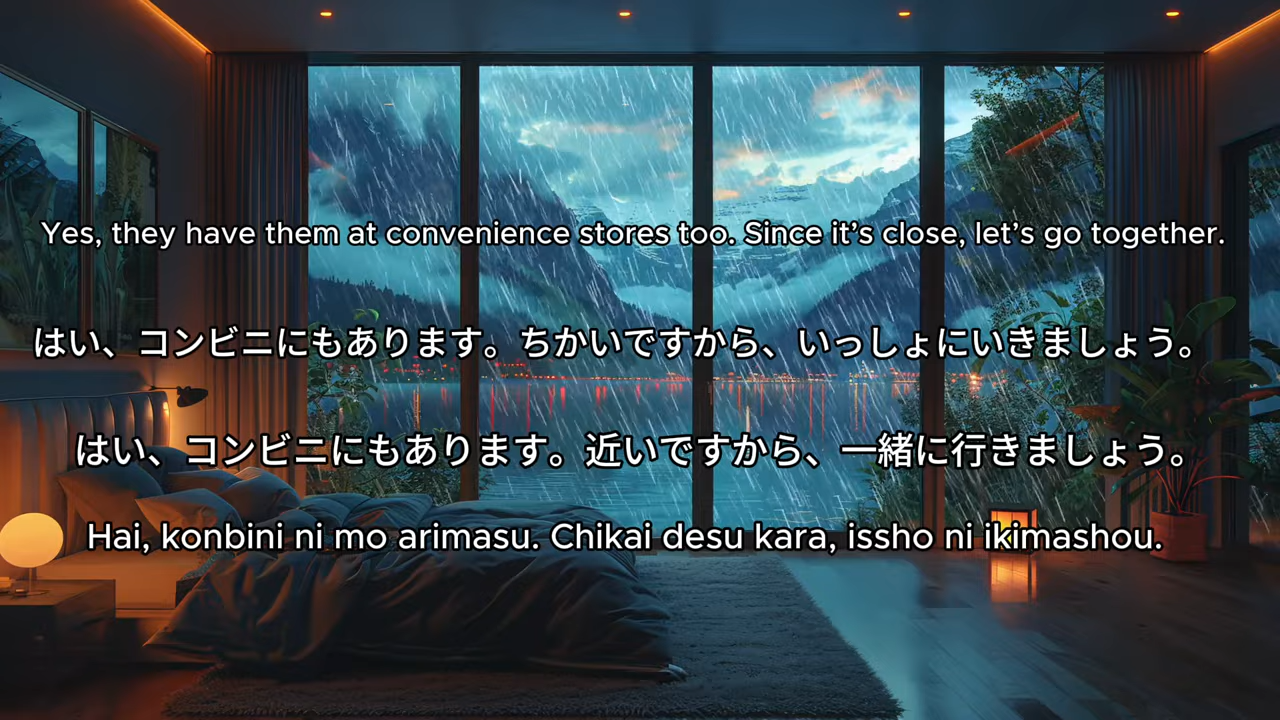 Yes, they have them at convenience stores too. Since it’s close, let’s go together.
はい、コンビニにもあります。ちかいですから、いっしょにいきましょう。
はい、コンビニにもあります。近いですから、一緒に行きましょう。
Hai, konbini ni mo arimasu. Chikai desu kara, issho ni ikimashou.